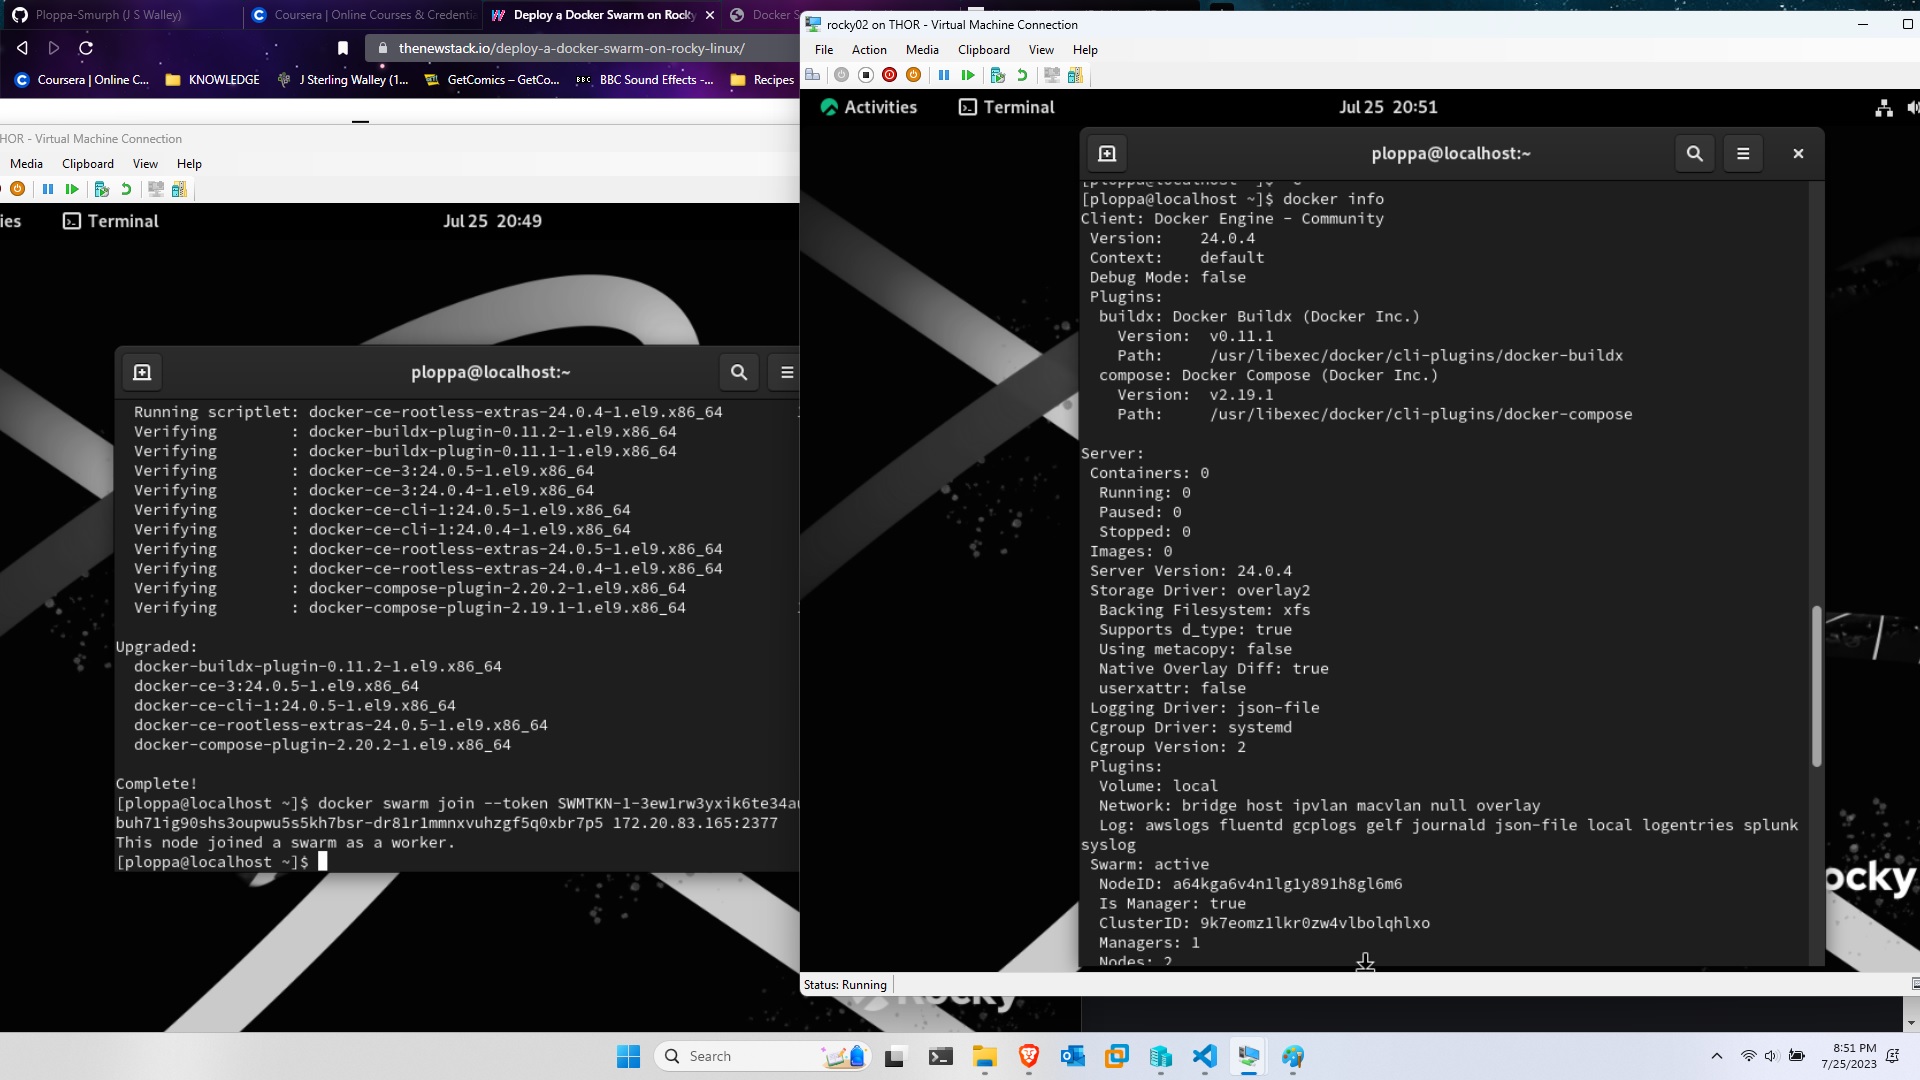 Ploppa-Smurph (J S Walley)
Coursera | Online Courses & Credentia
Deploy a Docker Swarm on Rocky
Docker S
thenewstack.io/deploy-a-docker-swarm-on-rocky-linux/
Coursera | Online C...
KNOWLEDGE
J Sterling Walley (1...
GetComics – GetCo...
BBC
BBC Sound Effects -...
Recipes
HOR - Virtual Machine Connection
Media
Clipboard
View
Help
ies
Terminal
Jul 25 20:49
ploppa@localhost:~
Running scriptlet: docker-ce-rootless-extras-24.0.4-1.el9.x86_64
Verifying : docker-buildx-plugin-0.11.2-1.el9.x86_64
Verifying : docker-buildx-plugin-0.11.1-1.el9.x86_64
Verifying : docker-ce-3:24.0.5-1.el9.x86_64
Verifying : docker-ce-3:24.0.4-1.el9.x86_64
Verifying : docker-ce-cli-1:24.0.5-1.el9.x86_64
Verifying : docker-ce-cli-1:24.0.4-1.el9.x86_64
Verifying : docker-ce-rootless-extras-24.0.5-1.el9.x86_64
Verifying : docker-ce-rootless-extras-24.0.4-1.el9.x86_64
Verifying : docker-compose-plugin-2.20.2-1.el9.x86_64
Verifying : docker-compose-plugin-2.19.1-1.el9.x86_64
Upgraded:
docker-buildx-plugin-0.11.2-1.el9.x86_64
docker-ce-3:24.0.5-1.el9.x86_64
docker-ce-cli-1:24.0.5-1.el9.x86_64
docker-ce-rootless-extras-24.0.5-1.el9.x86_64
docker-compose-plugin-2.20.2-1.el9.x86_64
Complete!
[ploppa@localhost ~]$ docker swarm join --token SWMTKN-1-3ew1rw3yxik6te34au
buh71ig90shs3oupwu5s5kh7bsr-dr81r1mmnxvuhzgf5q0xbr7p5 172.20.83.165:2377
This node joined a swarm as a worker.
[ploppa@localhost ~]$
Rocky
rocky02 on THOR - Virtual Machine Connection
File
Action
Media
Clipboard
View
Help
Activities
Terminal
Jul 25 20:51
ploppa@localhost:~
[ploppa@localhost ~]$ ^C
[ploppa@localhost ~]$ docker info
Client: Docker Engine - Community
Version: 24.0.4
Context: default
Debug Mode: false
Plugins:
buildx: Docker Buildx (Docker Inc.)
Version: v0.11.1
Path: /usr/libexec/docker/cli-plugins/docker-buildx
compose: Docker Compose (Docker Inc.)
Version: v2.19.1
Path: /usr/libexec/docker/cli-plugins/docker-compose
Server:
Containers: 0
Running: 0
Paused: 0
Stopped: 0
Images: 0
Server Version: 24.0.4
Storage Driver: overlay2
Backing Filesystem: xfs
Supports d_type: true
Using metacopy: false
Native Overlay Diff: true
userxattr: false
Logging Driver: json-file
Cgroup Driver: systemd
Cgroup Version: 2
Plugins:
Volume: local
Network: bridge host ipvlan macvlan null overlay
Log: awslogs fluentd gcplogs gelf journald json-file local logentries splunk
syslog
Swarm: active
NodeID: a64kga6v4n1lg1y891h8gl6m6
Is Manager: true
ClusterID: 9k7eomz1lkr0zw4vlbolqhlxo
Managers: 1
Nodes: 2
ocky
Status: Running
Search
8:51 PM
7/25/2023